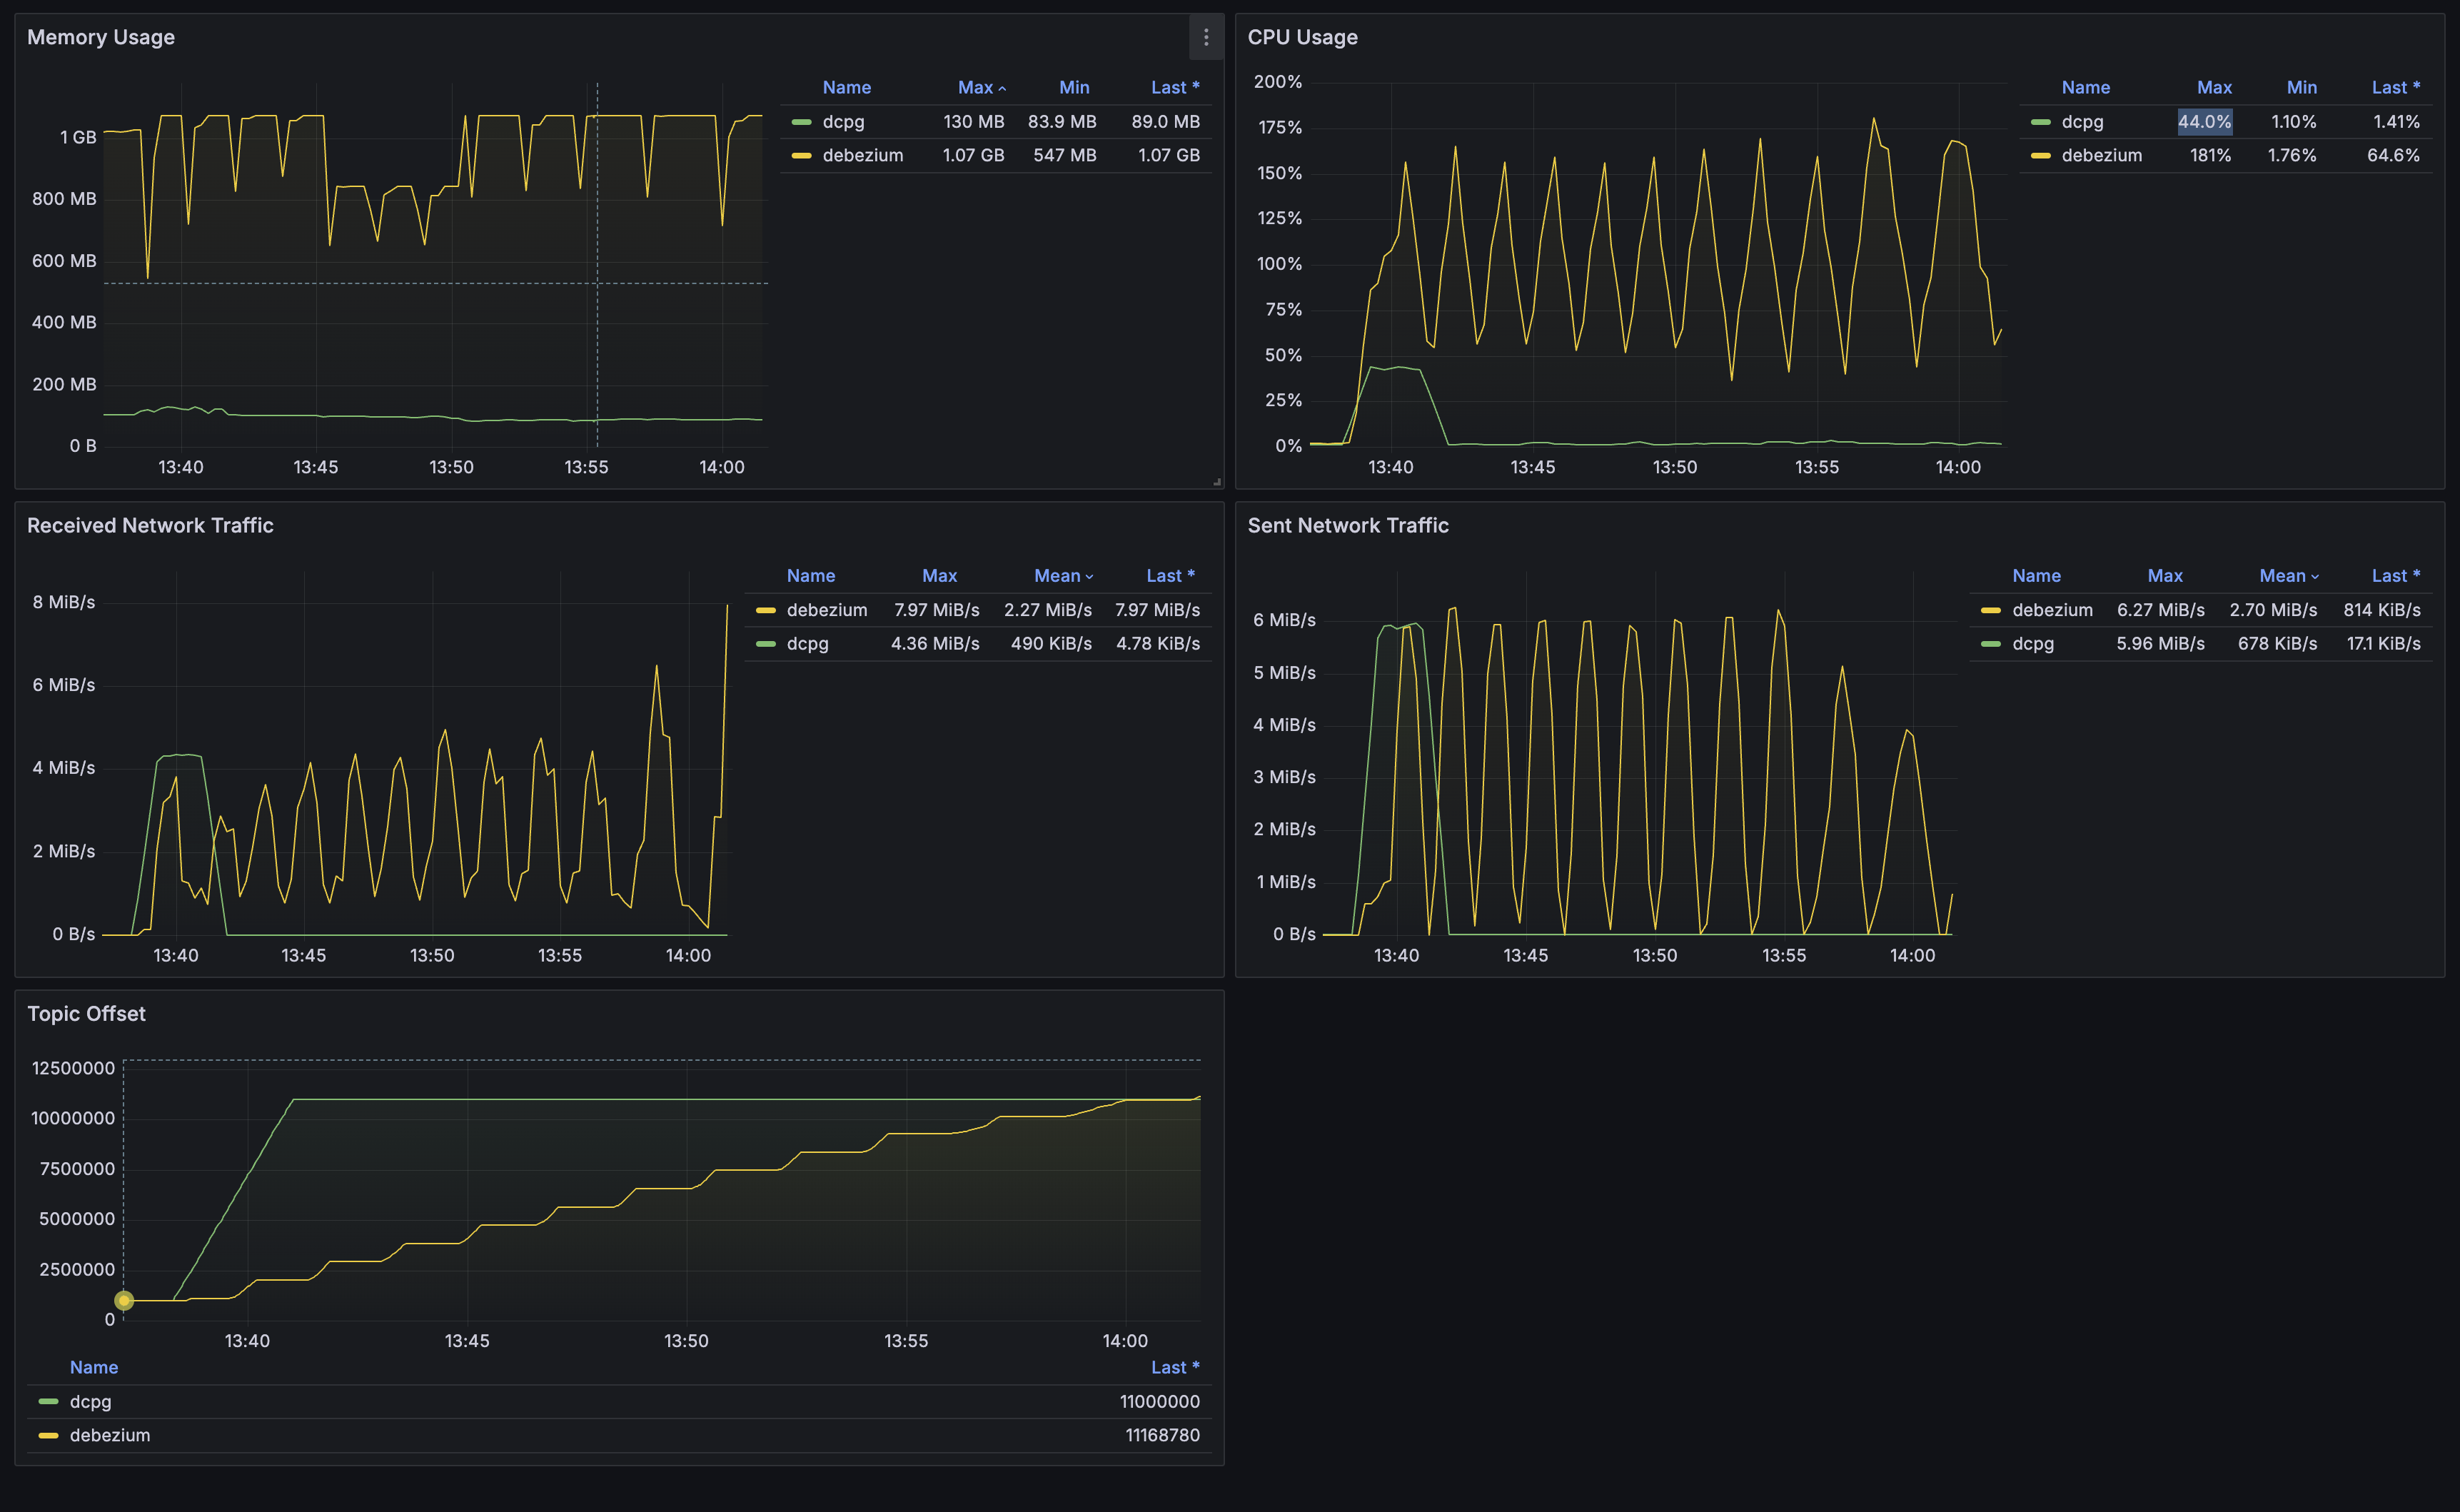 Memory Usage
1 GB
800 MB
600 MB
400 MB
200 MB
0 B
13:40 13:45 13:50 13:55 14:00
Name Max Min Last *
dcpg 130 MB 83.9 MB 89.0 MB
debezium 1.07 GB 547 MB 1.07 GB
CPU Usage
200%
175%
150%
125%
100%
75%
50%
25%
0%
13:40 13:45 13:50 13:55 14:00
Name Max Min Last *
dcpg 44.0% 1.10% 1.41%
debezium 181% 1.76% 64.6%
Received Network Traffic
8 MiB/s
6 MiB/s
4 MiB/s
2 MiB/s
0 B/s
13:40 13:45 13:50 13:55 14:00
Name Max Mean Last *
debezium 7.97 MiB/s 2.27 MiB/s 7.97 MiB/s
dcpg 4.36 MiB/s 490 KiB/s 4.78 KiB/s
Sent Network Traffic
6 MiB/s
5 MiB/s
4 MiB/s
3 MiB/s
2 MiB/s
1 MiB/s
0 B/s
13:40 13:45 13:50 13:55 14:00
Name Max Mean Last *
debezium 6.27 MiB/s 2.70 MiB/s 814 KiB/s
dcpg 5.96 MiB/s 678 KiB/s 17.1 KiB/s
Topic Offset
12500000
10000000
7500000
5000000
2500000
0
13:40 13:45 13:50 13:55 14:00
Name Last *
dcpg 11000000
debezium 11168780